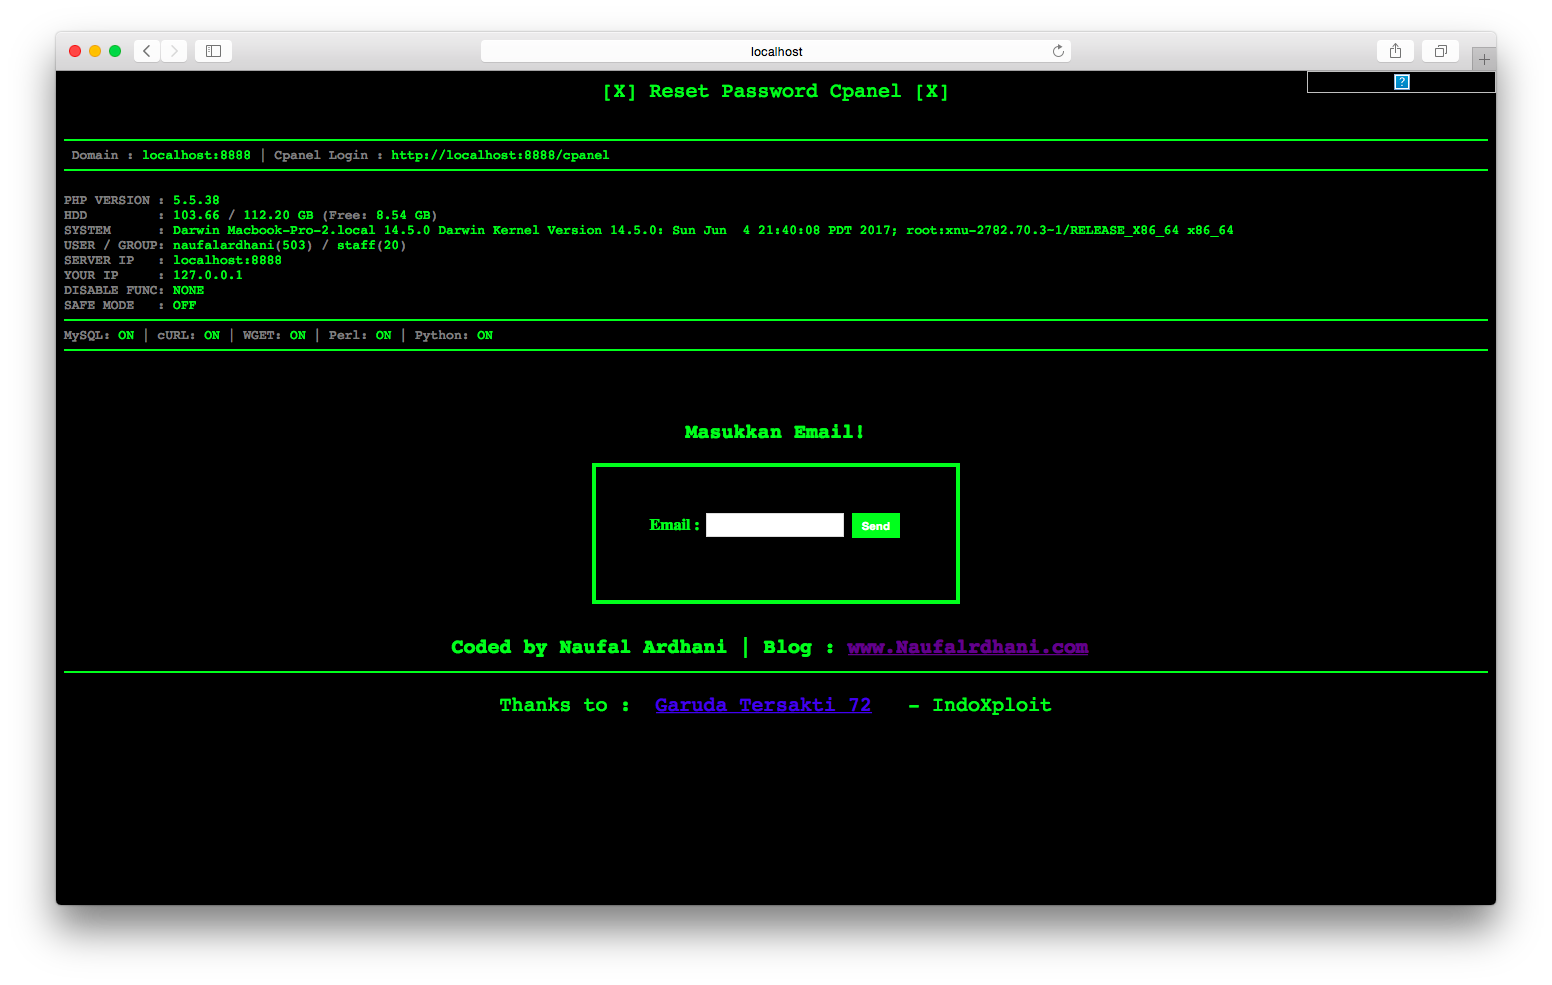 localhost
[X] Reset Password Cpanel [X]
?
Domain : localhost:8888 | Cpanel Login : http://localhost:8888/cpanel
PHP VERSION : 5.5.38
HDD : 103.66 / 112.20 GB (Free: 8.54 GB)
SYSTEM : Darwin Macbook-Pro-2.local 14.5.0 Darwin Kernel Version 14.5.0: Sun Jun 4 21:40:08 PDT 2017; root:xnu-2782.70.3~1/RELEASE_X86_64 x86_64
USER / GROUP: naufalardhani(503) / staff(20)
SERVER IP : localhost:8888
YOUR IP : 127.0.0.1
DISABLE FUNC: NONE
SAFE MODE : OFF
MySQL: ON | cURL: ON | WGET: ON | Perl: ON | Python: ON
Masukkan Email!
Email : Send
Coded by Naufal Ardhani | Blog : www.Naufalrdhani.com
Thanks to : Garuda Tersakti 72 - IndoXploit